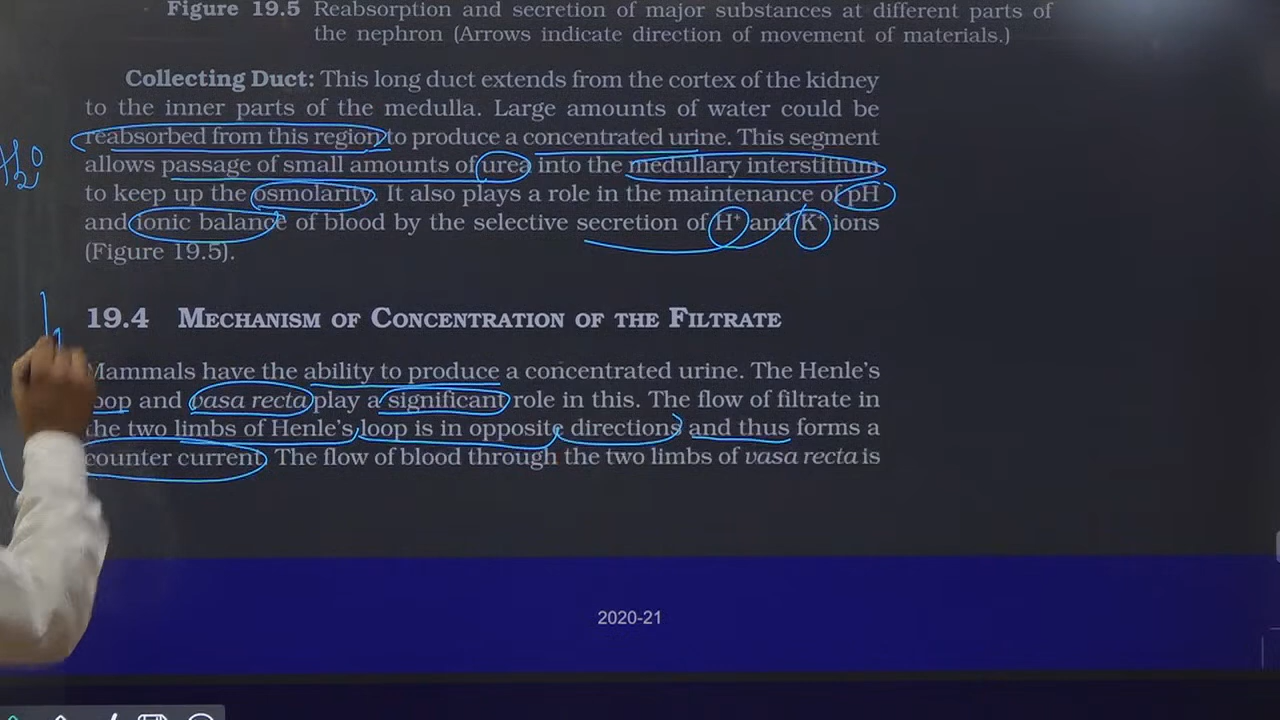 Figure 19.5 Reabsorption and secretion of major substances at different parts of
the nephron (Arrows indicate direction of movement of materials.)
Collecting Duct: This long duct extends from the cortex of the kidney
to the inner parts of the medulla. Large amounts of water could be
reabsorbed from this region to produce a concentrated urine. This segment
allows passage of small amounts of urea into the medullary interstitium
to keep up the osmolarity. It also plays a role in the maintenance of pH
and ionic balance of blood by the selective secretion of H+ and K+ ions
(Figure 19.5).
H2O
19.4 MECHANISM OF CONCENTRATION OF THE FILTRATE
Mammals have the ability to produce a concentrated urine. The Henle's
loop and vasa recta play a significant role in this. The flow of filtrate in
the two limbs of Henle's loop is in opposite directions and thus forms a
counter current. The flow of blood through the two limbs of vasa recta is
2020-21